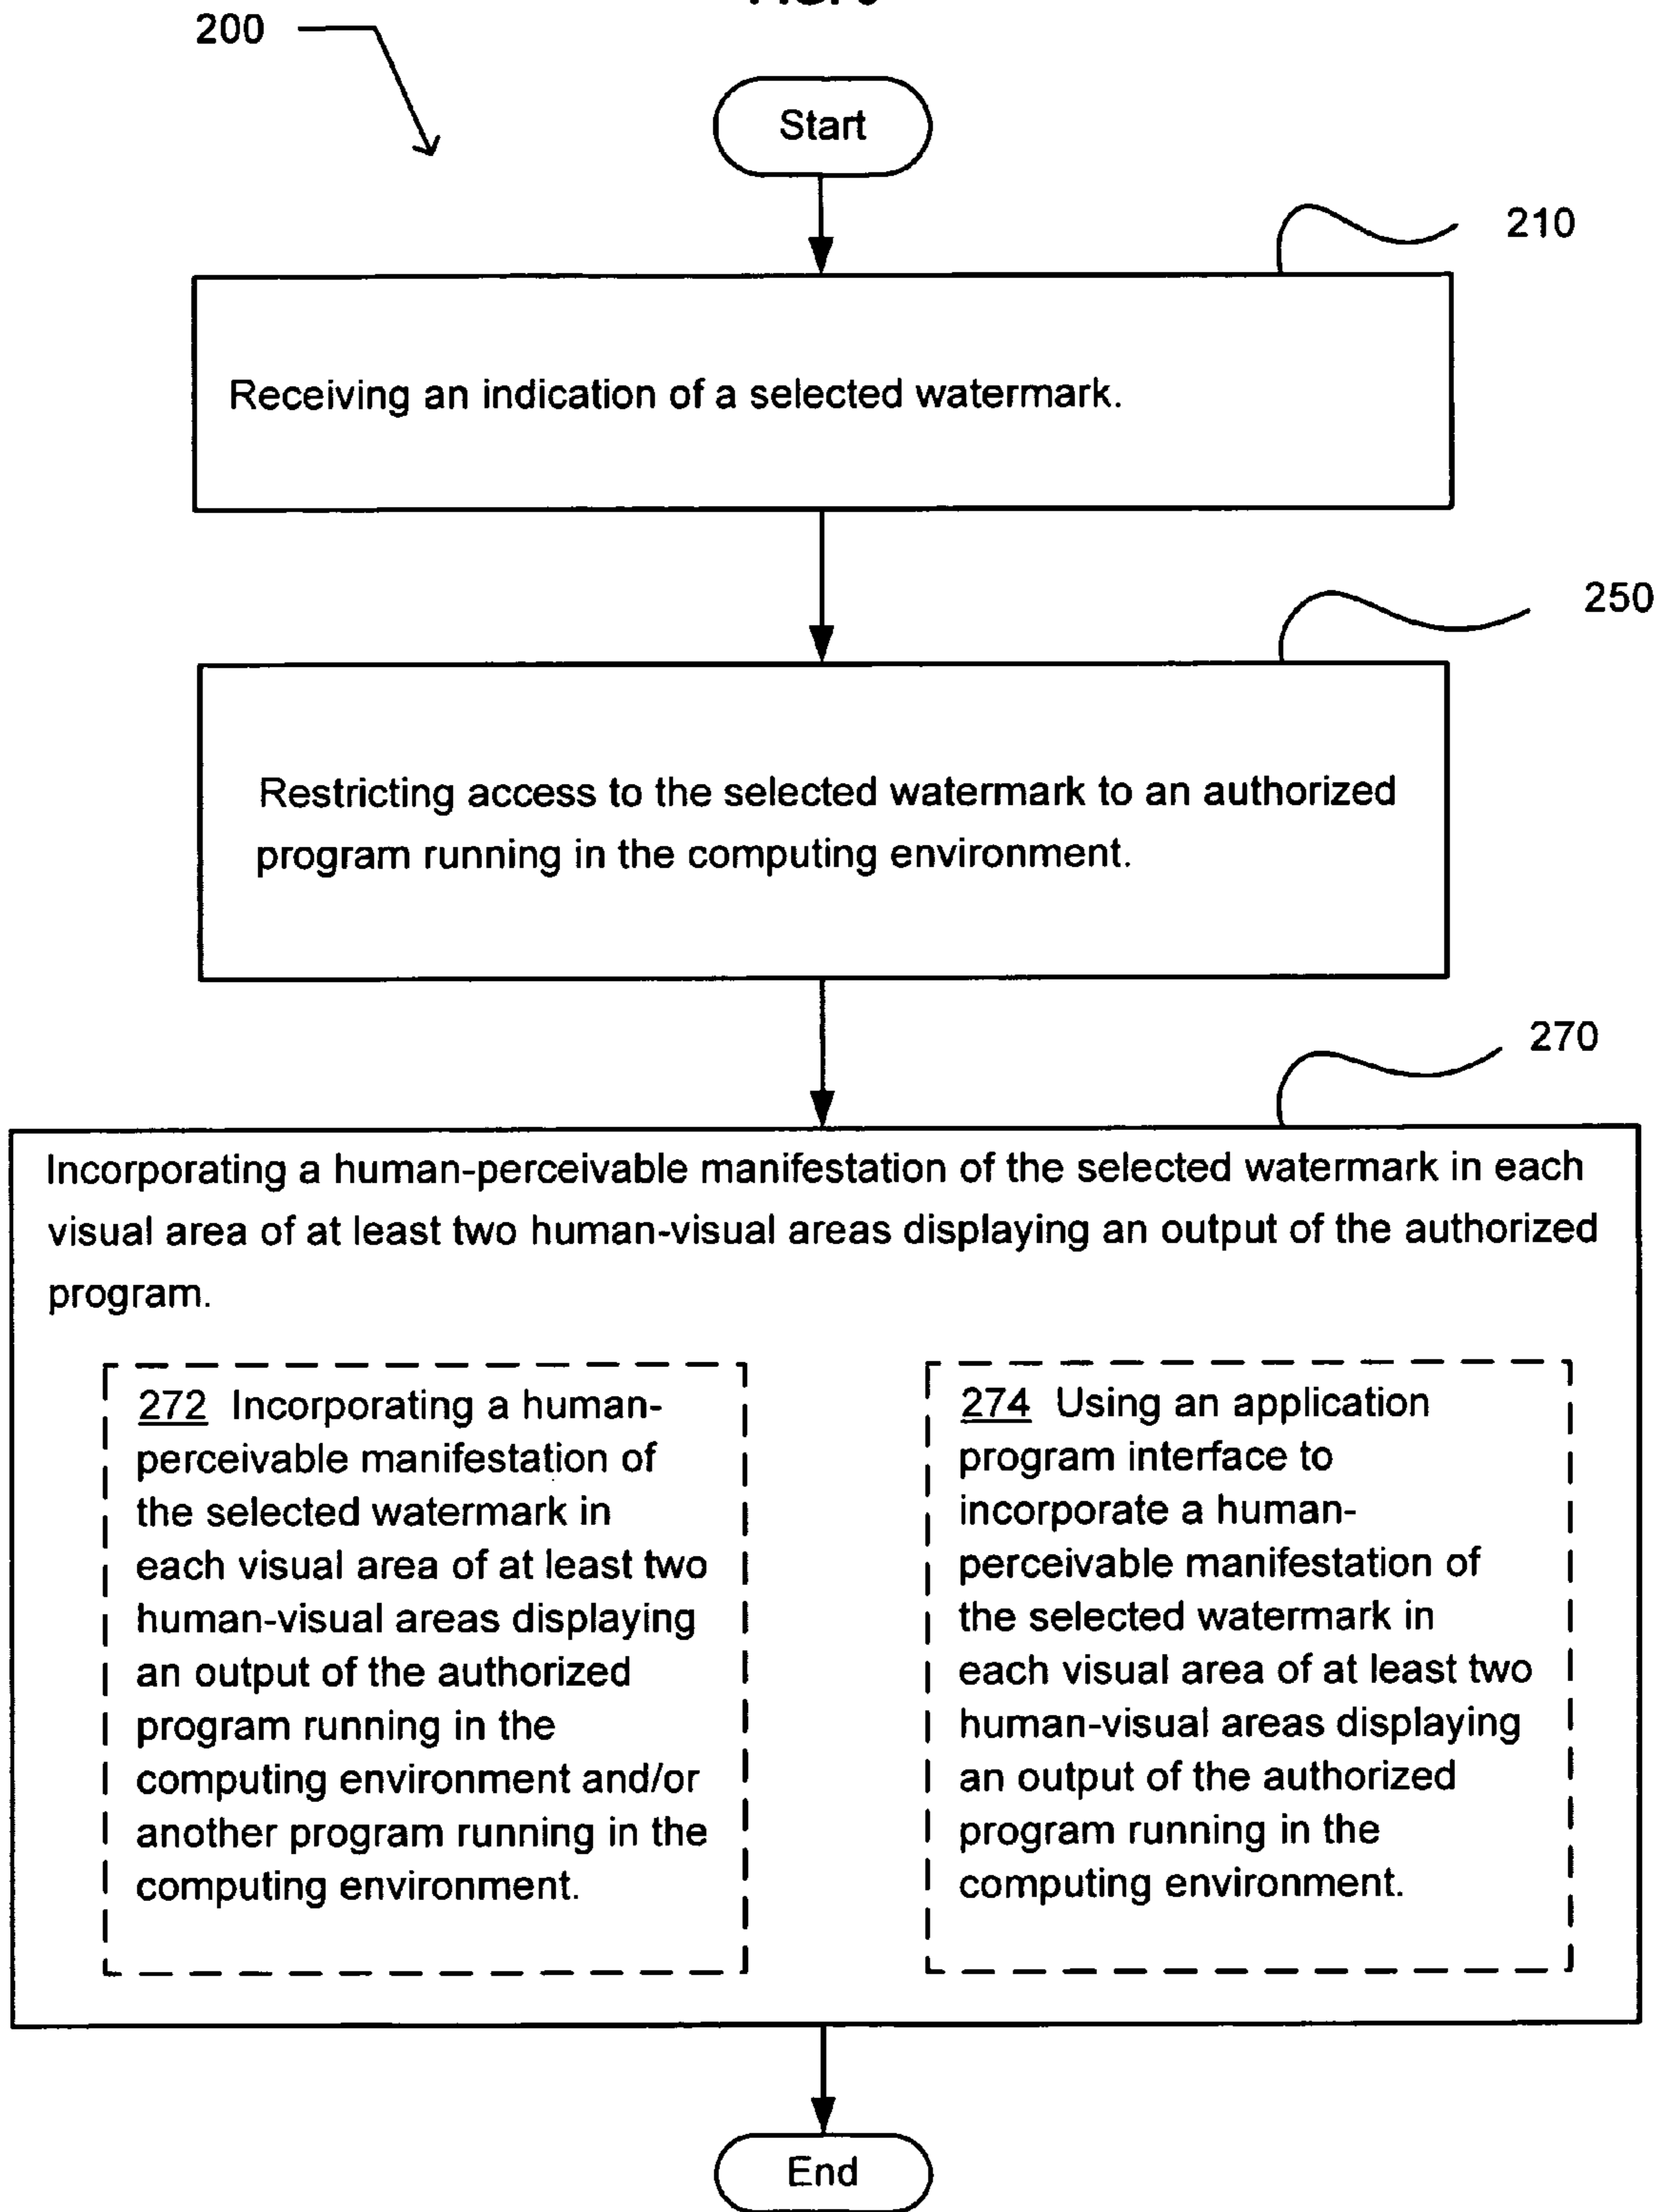 200
Start
210
Receiving an indication of a selected watermark.
250
Restricting access to the selected watermark to an authorized
program running in the computing environment.
270
Incorporating a human-perceivable manifestation of the selected watermark in each
visual area of at least two human-visual areas displaying an output of the authorized
program.
272 Incorporating a human-
perceivable manifestation of
the selected watermark in
each visual area of at least two
human-visual areas displaying
an output of the authorized
program running in the
computing environment and/or
another program running in the
computing environment.
274 Using an application
program interface to
incorporate a human-
perceivable manifestation of
the selected watermark in
each visual area of at least two
human-visual areas displaying
an output of the authorized
program running in the
computing environment.
End